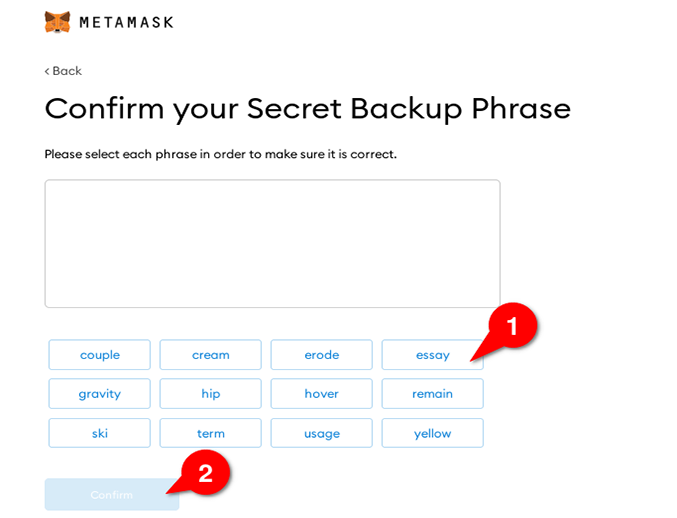 METAMASK
< Back
Confirm your Secret Backup Phrase
Please select each phrase in order to make sure it is correct.
1
couple cream erode essay
gravity hip hover remain
ski term usage yellow
2
Confirm